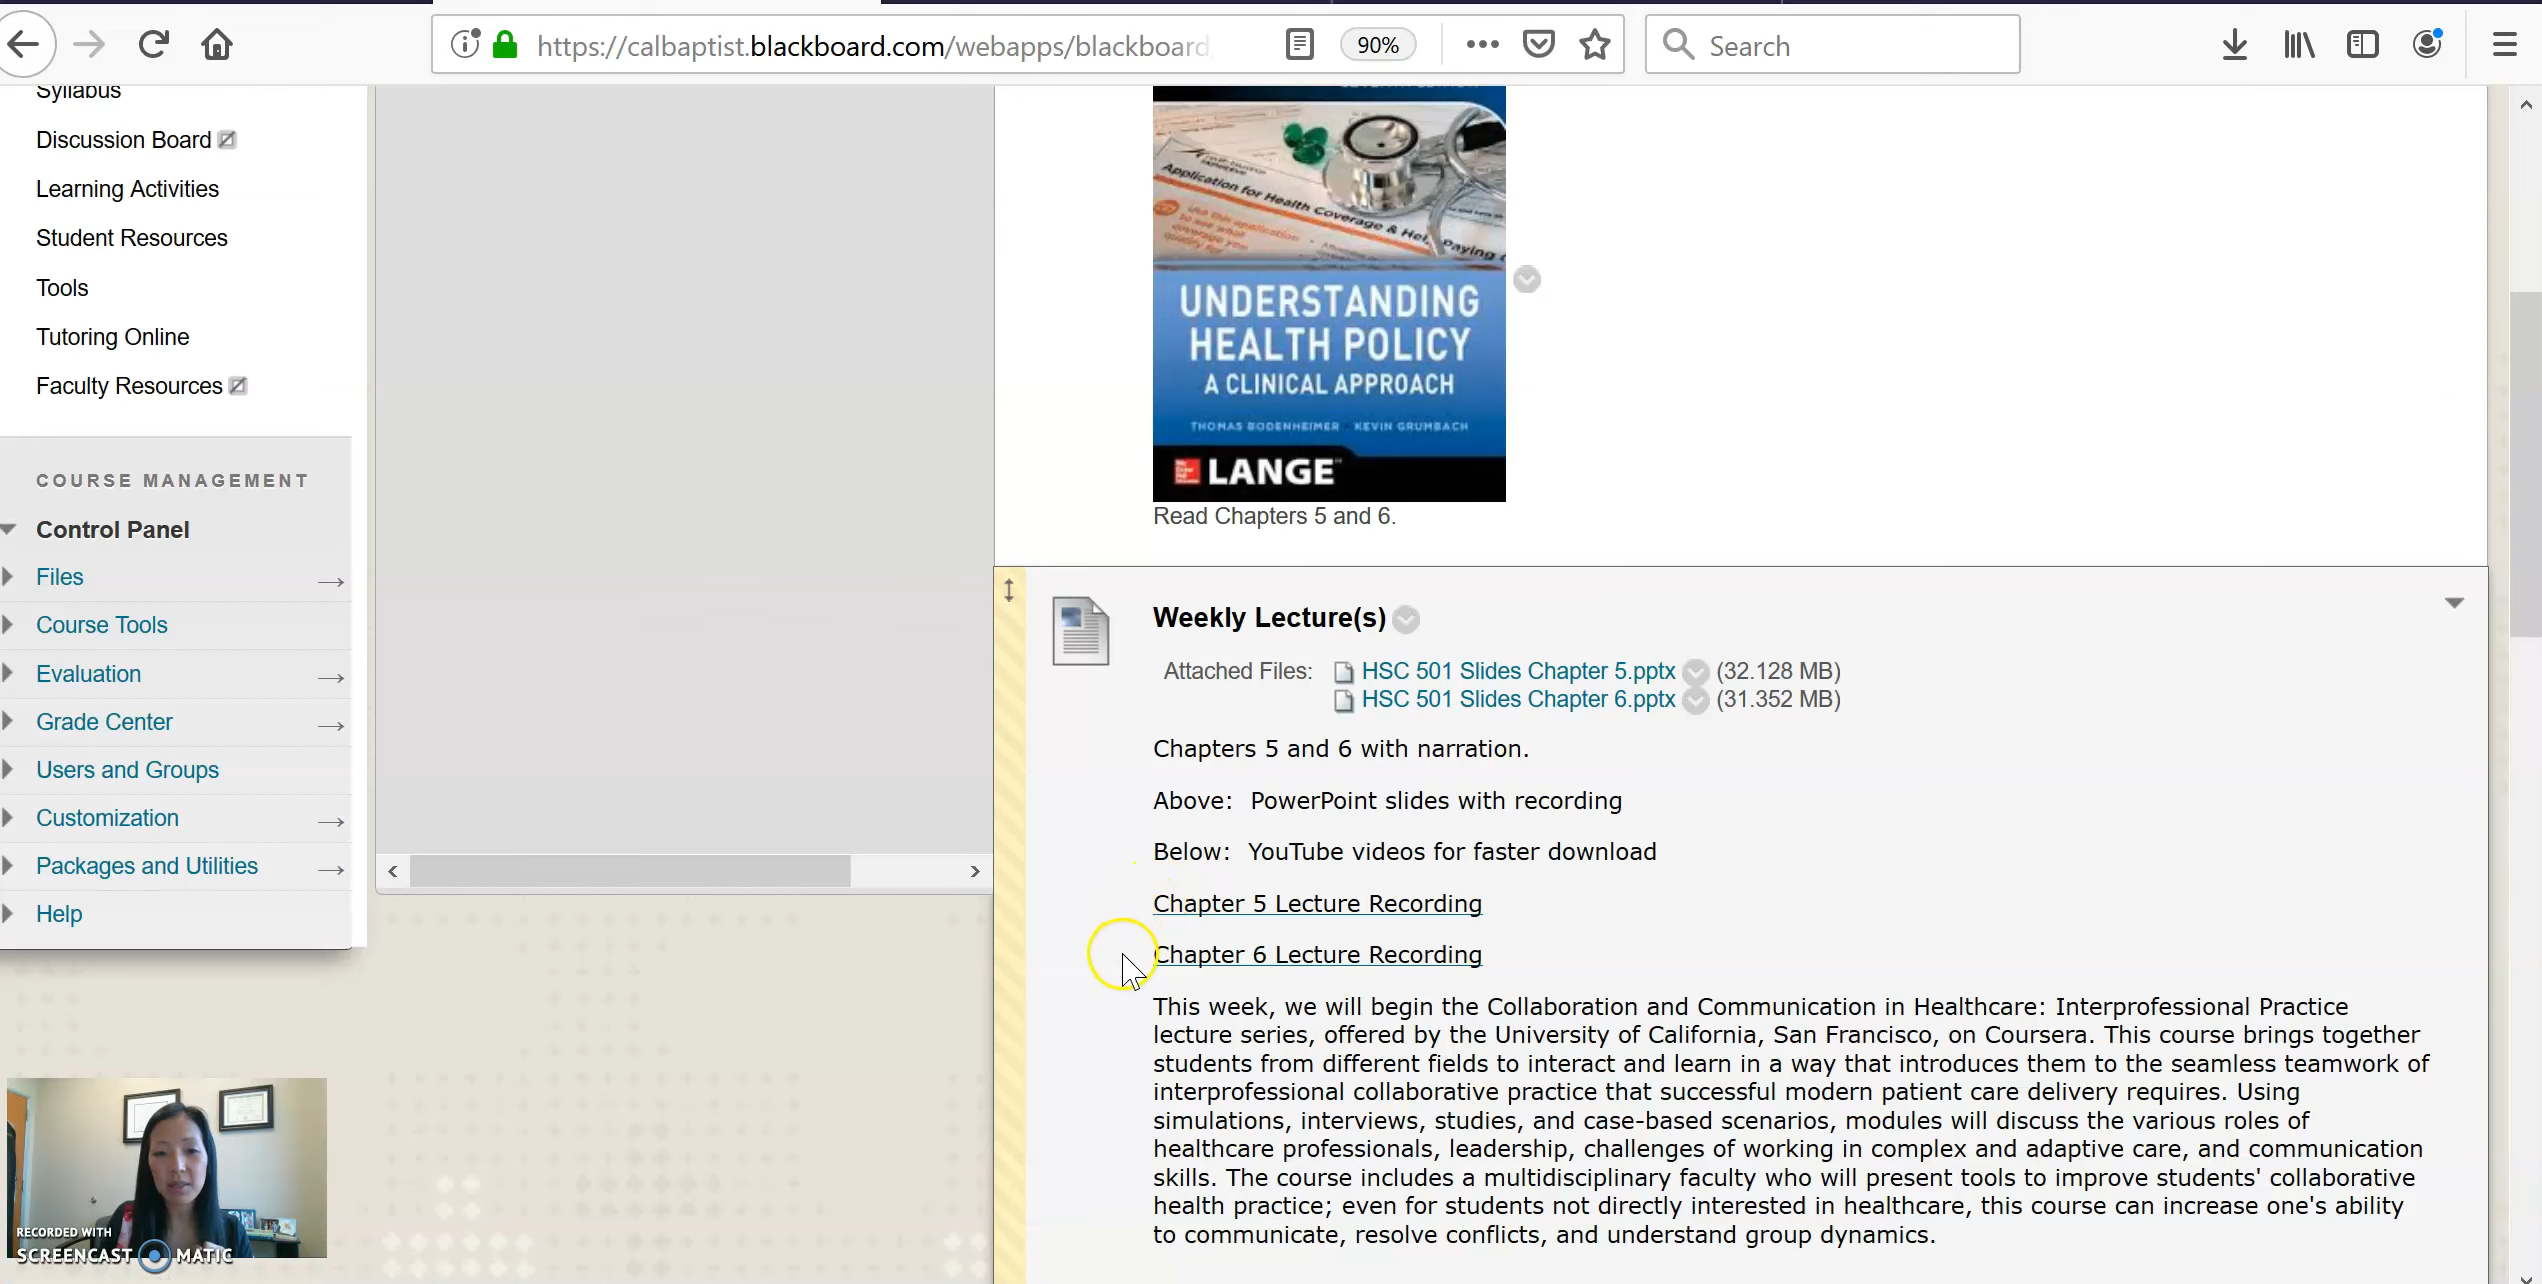 https://calbaptist.blackboard.com/webapps/blackboard
90%
Search
Syllabus
Discussion Board
Learning Activities
Student Resources
Tools
Tutoring Online
Faculty Resources
COURSE MANAGEMENT
Control Panel
Files
Course Tools
Evaluation
Grade Center
Users and Groups
Customization
Packages and Utilities
Help
Application for Health Coverage & Help Paying
UNDERSTANDING
HEALTH POLICY
A CLINICAL APPROACH
THOMAS BODENHEIMER · KEVIN GRUMBACH
LANGE
Read Chapters 5 and 6.
Weekly Lecture(s)
Attached Files: HSC 501 Slides Chapter 5.pptx (32.128 MB)
HSC 501 Slides Chapter 6.pptx (31.352 MB)
Chapters 5 and 6 with narration.
Above: PowerPoint slides with recording
Below: YouTube videos for faster download
Chapter 5 Lecture Recording
Chapter 6 Lecture Recording
This week, we will begin the Collaboration and Communication in Healthcare: Interprofessional Practice
lecture series, offered by the University of California, San Francisco, on Coursera. This course brings together
students from different fields to interact and learn in a way that introduces them to the seamless teamwork of
interprofessional collaborative practice that successful modern patient care delivery requires. Using
simulations, interviews, studies, and case-based scenarios, modules will discuss the various roles of
healthcare professionals, leadership, challenges of working in complex and adaptive care, and communication
skills. The course includes a multidisciplinary faculty who will present tools to improve students' collaborative
health practice; even for students not directly interested in healthcare, this course can increase one's ability
to communicate, resolve conflicts, and understand group dynamics.
RECORDED WITH
SCREENCAST MATIC